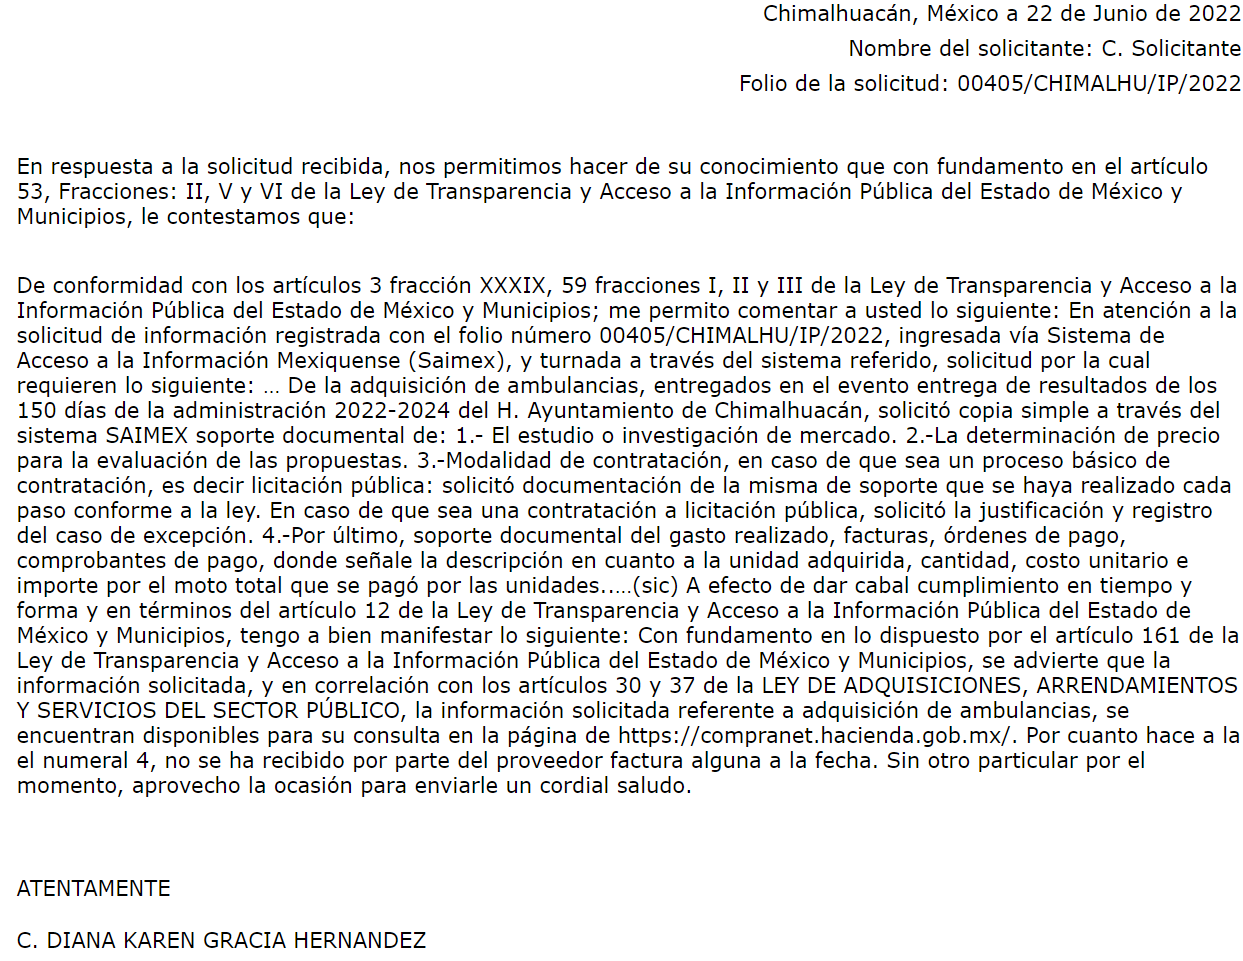 Chimalhuacán, México a 22 de Junio de 2022
Nombre del solicitante: C. Solicitante
Folio de la solicitud: 00405/CHIMALHU/IP/2022
En respuesta a la solicitud recibida, nos permitimos hacer de su conocimiento que con fundamento en el artículo
53, Fracciones: II, V y VI de la Ley de Transparencia y Acceso a la Información Pública del Estado de México y
Municipios, le contestamos que:
De conformidad con los artículos 3 fracción XXXIX, 59 fracciones I, II y III de la Ley de Transparencia y Acceso a la
Información Pública del Estado de México y Municipios; me permito comentar a usted lo siguiente: En atención a la
solicitud de información registrada con el folio número 00405/CHIMALHU/IP/2022, ingresada vía Sistema de
Acceso a la Información Mexiquense (Saimex), y turnada a través del sistema referido, solicitud por la cual
requieren lo siguiente: … De la adquisición de ambulancias, entregados en el evento entrega de resultados de los
150 días de la administración 2022-2024 del H. Ayuntamiento de Chimalhuacán, solicitó copia simple a través del
sistema SAIMEX soporte documental de: 1.- El estudio o investigación de mercado. 2.-La determinación de precio
para la evaluación de las propuestas. 3.-Modalidad de contratación, en caso de que sea un proceso básico de
contratación, es decir licitación pública: solicitó documentación de la misma de soporte que se haya realizado cada
paso conforme a la ley. En caso de que sea una contratación a licitación pública, solicitó la justificación y registro
del caso de excepción. 4.-Por último, soporte documental del gasto realizado, facturas, órdenes de pago,
comprobantes de pago, donde señale la descripción en cuanto a la unidad adquirida, cantidad, costo unitario e
importe por el moto total que se pagó por las unidades..…(sic) A efecto de dar cabal cumplimiento en tiempo y
forma y en términos del artículo 12 de la Ley de Transparencia y Acceso a la Información Pública del Estado de
México y Municipios, tengo a bien manifestar lo siguiente: Con fundamento en lo dispuesto por el artículo 161 de la
Ley de Transparencia y Acceso a la Información Pública del Estado de México y Municipios, se advierte que la
información solicitada, y en correlación con los artículos 30 y 37 de la LEY DE ADQUISICIONES, ARRENDAMIENTOS
Y SERVICIOS DEL SECTOR PÚBLICO, la información solicitada referente a adquisición de ambulancias, se
encuentran disponibles para su consulta en la página de https://compranet.hacienda.gob.mx/. Por cuanto hace a la
el numeral 4, no se ha recibido por parte del proveedor factura alguna a la fecha. Sin otro particular por el
momento, aprovecho la ocasión para enviarle un cordial saludo.
ATENTAMENTE
C. DIANA KAREN GRACIA HERNANDEZ